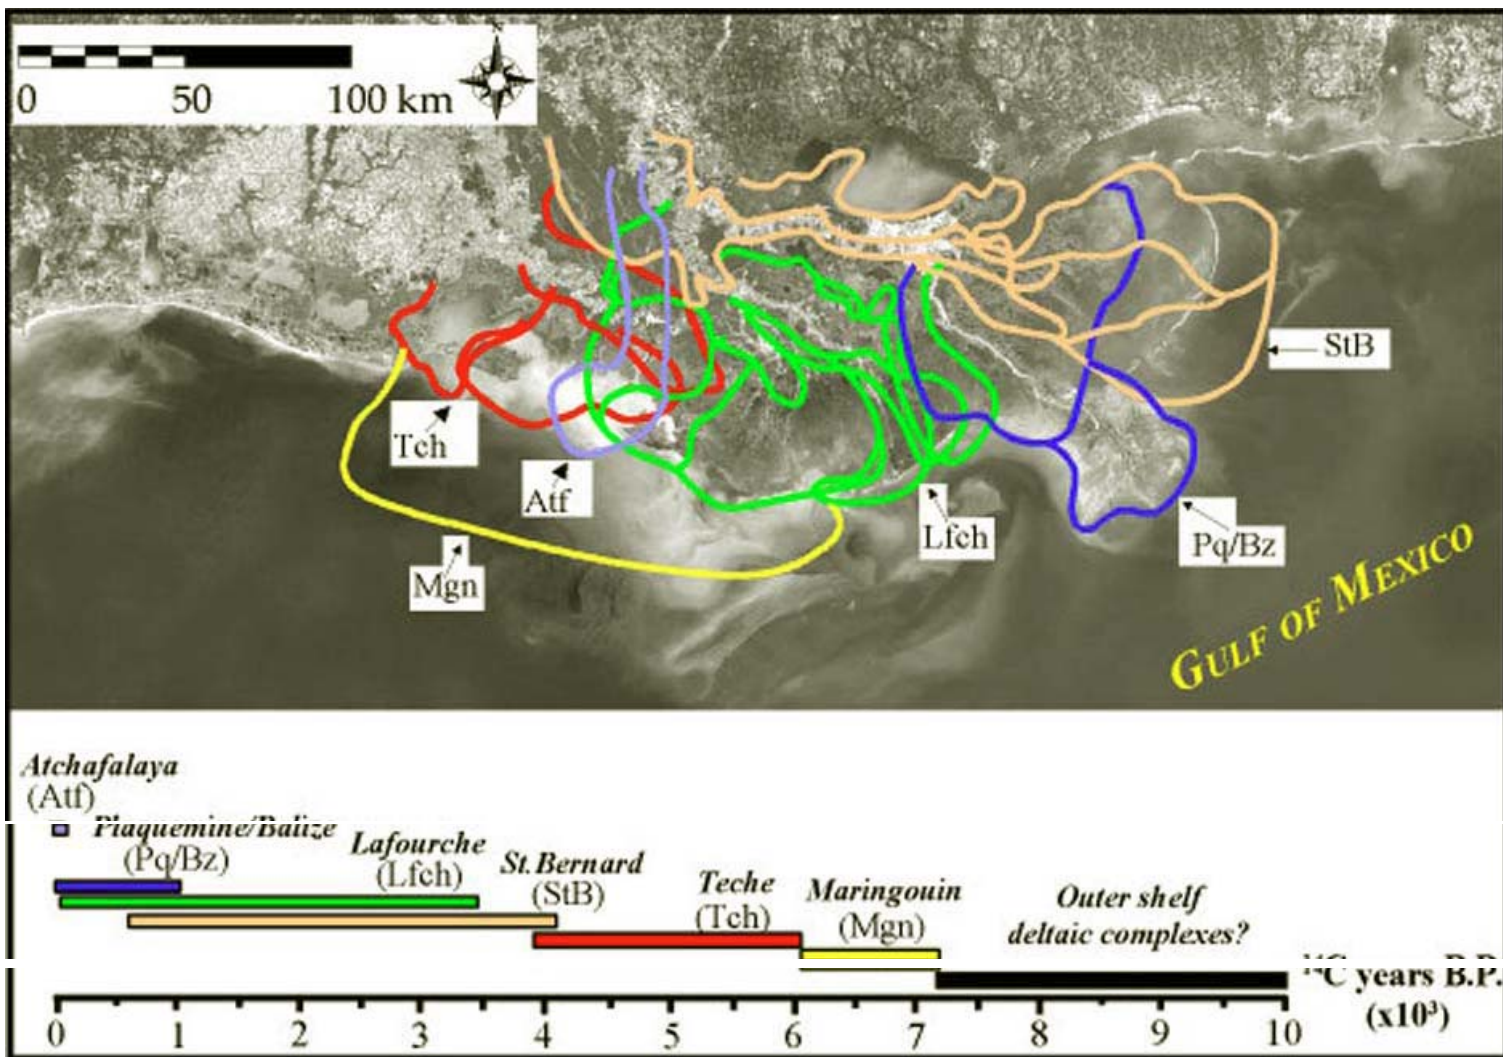 N
0 50 100 km
StB
Tch
Atf
Lfch
Pq/Bz
Mgn
GULF OF MEXICO
Atchafalaya
(Atf)
Plaquemine/Balize
(Pq/Bz)
Lafourche
(Lfch)
St. Bernard
(StB)
Teche
(Tch)
Maringouin
(Mgn)
Outer shelf
deltaic complexes?
¹⁴C years B.P.
(x10³)
0 1 2 3 4 5 6 7 8 9 10